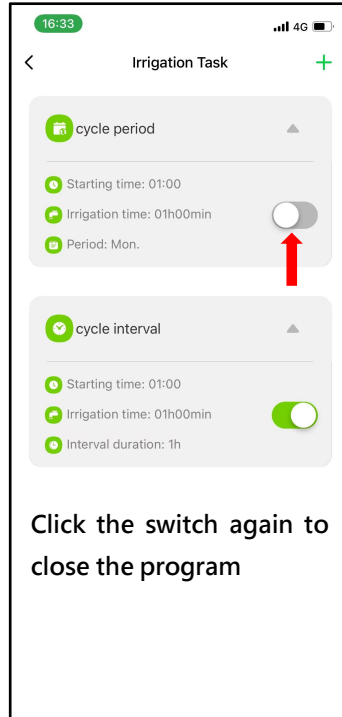 16:33
4G
Irrigation Task
cycle period
Starting time: 01:00
Irrigation time: 01h00min
Period: Mon.
cycle interval
Starting time: 01:00
Irrigation time: 01h00min
Interval duration: 1h
Click the switch again to
close the program